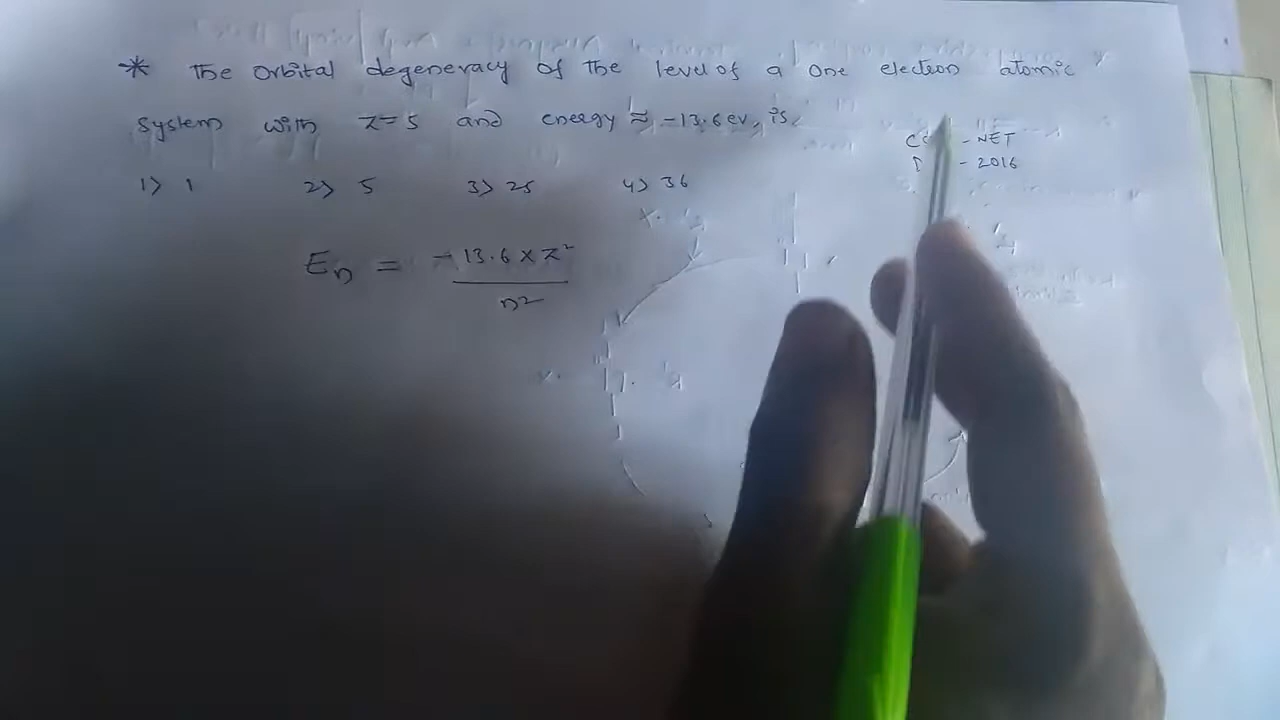 * The Orbital degeneracy of the level of a one electron atomic
system with z=5 and energy ≈ -13.6 ev, is
- NET
- 2016
1> 1 2> 5 3> 25 4> 36
En = -13.6 × z²
n²